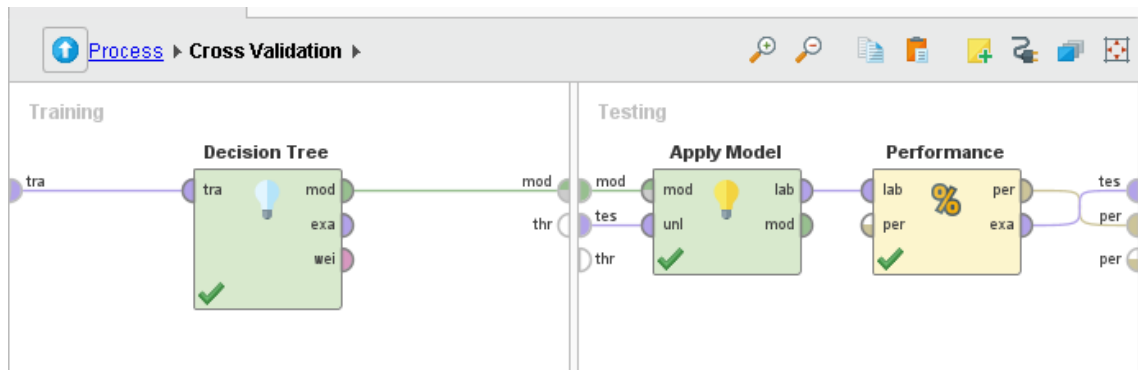 Process Cross Validation
Training
Decision Tree
tra
tra
mod
exa
wei
mod
thr
Testing
Apply Model
Performance
mod
tes
thr
mod
unl
lab
mod
lab
per
%
per
exa
tes
per
per